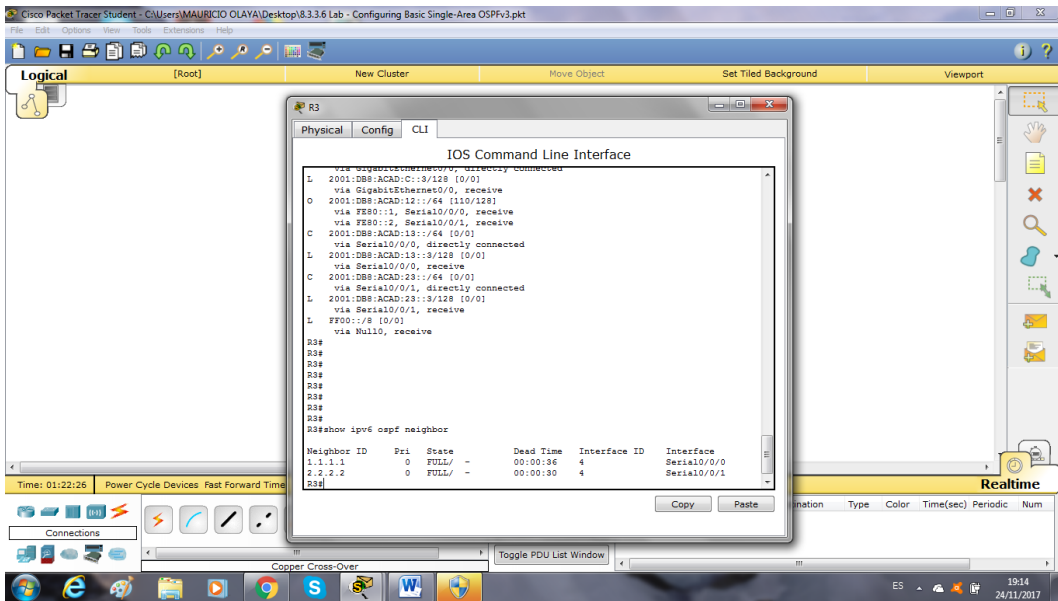 Cisco Packet Tracer Student - C:\Users\MAURICIO OLAYA\Desktop\8.3.3.6 Lab - Configuring Basic Single-Area OSPFv3.pkt
File Edit Options View Tools Extensions Help
Logical [Root] New Cluster Move Object Set Tiled Background Viewport
R3
Physical Config CLI
IOS Command Line Interface
via GigabitEthernet0/0, directly connected
L 2001:DB8:ACAD:C::3/128 [0/0]
via GigabitEthernet0/0, receive
O 2001:DB8:ACAD:12::/64 [110/128]
via FE80::1, Serial0/0/0, receive
via FE80::2, Serial0/0/1, receive
C 2001:DB8:ACAD:13::/64 [0/0]
via Serial0/0/0, directly connected
L 2001:DB8:ACAD:13::3/128 [0/0]
via Serial0/0/0, receive
C 2001:DB8:ACAD:23::/64 [0/0]
via Serial0/0/1, directly connected
L 2001:DB8:ACAD:23::3/128 [0/0]
via Serial0/0/1, receive
L FF00::/8 [0/0]
via Null0, receive
R3#
R3#
R3#
R3#
R3#
R3#
R3#
R3#show ipv6 ospf neighbor
Neighbor ID Pri State Dead Time Interface ID Interface
1.1.1.1 0 FULL/ - 00:00:36 4 Serial0/0/0
2.2.2.2 0 FULL/ - 00:00:30 4 Serial0/0/1
R3#
Copy Paste
Time: 01:22:26 Power Cycle Devices Fast Forward Time
Realtime
Connections
Copper Cross-Over
Toggle PDU List Window
ination Type Color Time(sec) Periodic Num
ES 19:14
24/11/2017